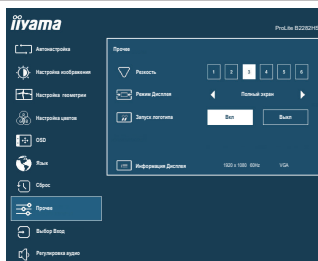 iiyama
ProLite B2282HS
Автонастройка
Прочее
Настройка изображения
Резкость
1 2 3 4 5 6
Настройка геометрии
Режим Дисплея
Полный экран
Настройка цветов
Запуск логотипа
Вкл
Выкл
OSD
Язык
Информация Дисплея
1920 x 1080 60Hz
VGA
Сброс
Прочее
Выбор Вход
Регулировка аудио